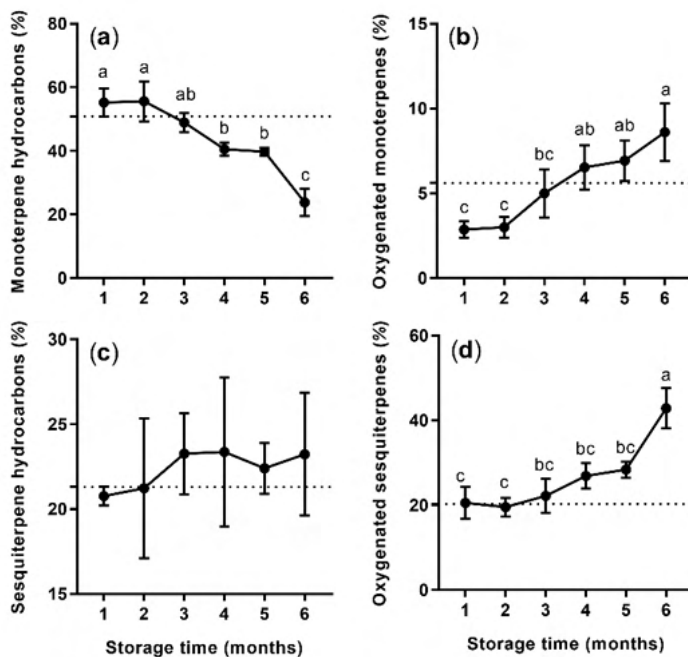 Monoterpene hydrocarbons (%)
80
60
40
20
0
(a)
a
a
ab
b
b
c
1 2 3 4 5 6
Oxygenated monoterpenes (%)
15
10
5
0
(b)
c
c
bc
ab
ab
a
1 2 3 4 5 6
Sesquiterpene hydrocarbons (%)
30
25
20
15
(c)
1 2 3 4 5 6
Storage time (months)
Oxygenated sesquiterpenes (%)
60
40
20
0
(d)
c
c
bc
bc
bc
a
1 2 3 4 5 6
Storage time (months)